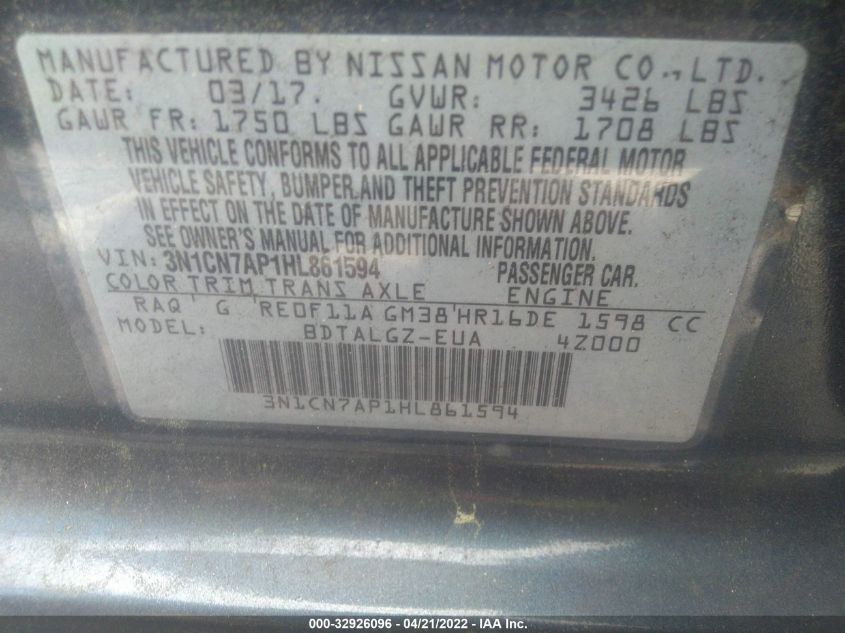 MANUFACTURED BY NISSAN MOTOR CO., LTD.
DATE: 03/17. GVWR: 3426 LBS
GAWR FR: 1750 LBS GAWR RR: 1708 LBS
THIS VEHICLE CONFORMS TO ALL APPLICABLE FEDERAL MOTOR
VEHICLE SAFETY, BUMPER, AND THEFT PREVENTION STANDARDS
IN EFFECT ON THE DATE OF MANUFACTURE SHOWN ABOVE.
SEE OWNER'S MANUAL FOR ADDITIONAL INFORMATION.
VIN: 3N1CN7AP1HL861594 PASSENGER CAR.
COLOR TRIM TRANS AXLE ENGINE
RAQ G RE0F11A GM38 HR16DE 1598 CC
MODEL: BDTALGZ-EUA 4Z000
3N1CN7AP1HL861594
000-32926096 - 04/21/2022 - IAA Inc.